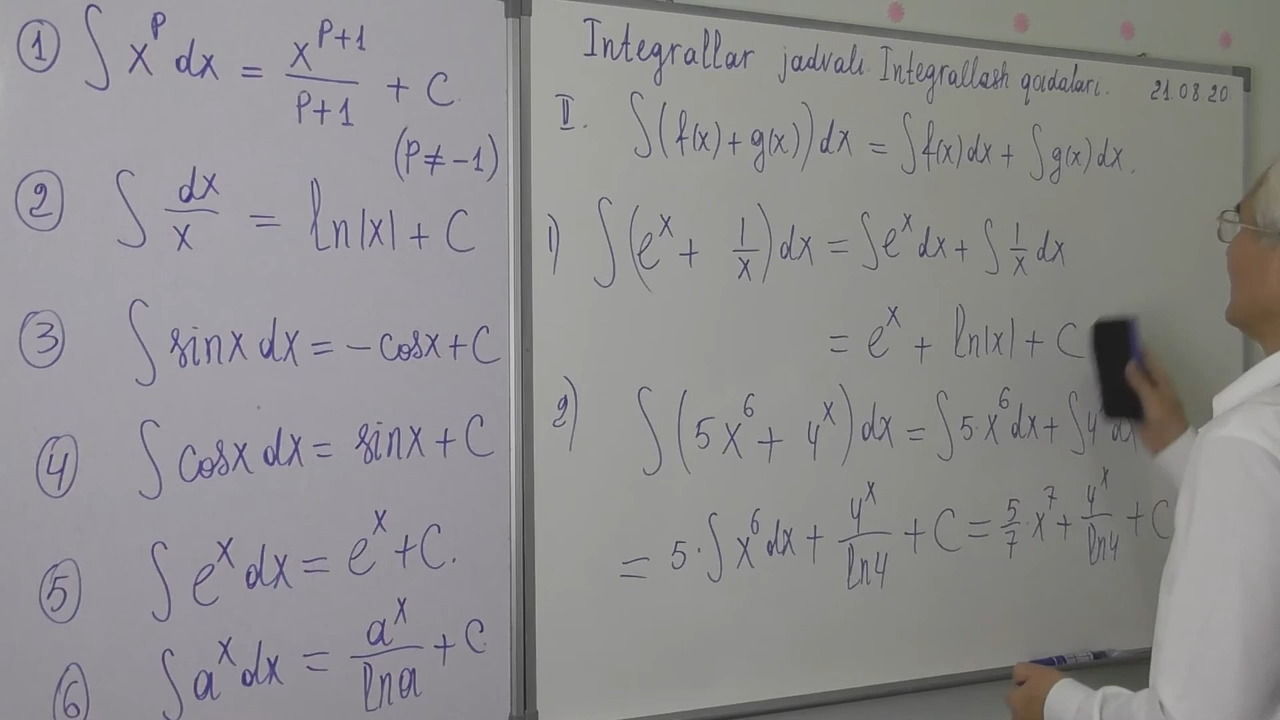 ① ∫ x^p dx = x^(p+1)/(p+1) + C
(p ≠ -1)
② ∫ dx/x = ln|x| + C
③ ∫ sinx dx = -cosx + C
④ ∫ cosx dx = sinx + C
⑤ ∫ e^x dx = e^x + C.
⑥ ∫ a^x dx = a^x/lna + C
Integrallar jadvali. Integrallash qoidalari. 21.08.20
II. ∫(f(x) + g(x))dx = ∫f(x)dx + ∫g(x)dx.
1) ∫(e^x + 1/x)dx = ∫e^x dx + ∫1/x dx
= e^x + ln|x| + C
2) ∫(5x^6 + 4^x)dx = ∫5·x^6 dx + ∫4
= 5·∫x^6 dx + 4^x/ln4 + C = 5/7·x^7 + 4^x/ln4 + C